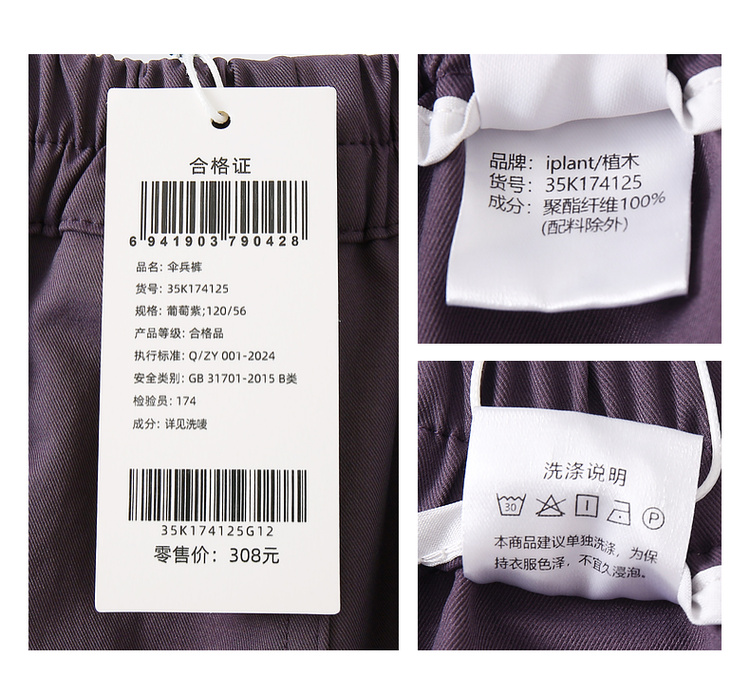 合格证
6 941903 790428
品名: 伞兵裤
货号: 35K174125
规格: 葡萄紫;120/56
产品等级: 合格品
执行标准: Q/ZY 001-2024
安全类别: GB 31701-2015 B类
检验员: 174
成分: 详见洗唛
35K174125G12
零售价: 308元
品牌: iplant/植木
货号: 35K174125
成分: 聚酯纤维100%
(配料除外)
洗涤说明
30 P
本商品建议单独洗涤, 为保
持衣服色泽, 不宜久浸泡。